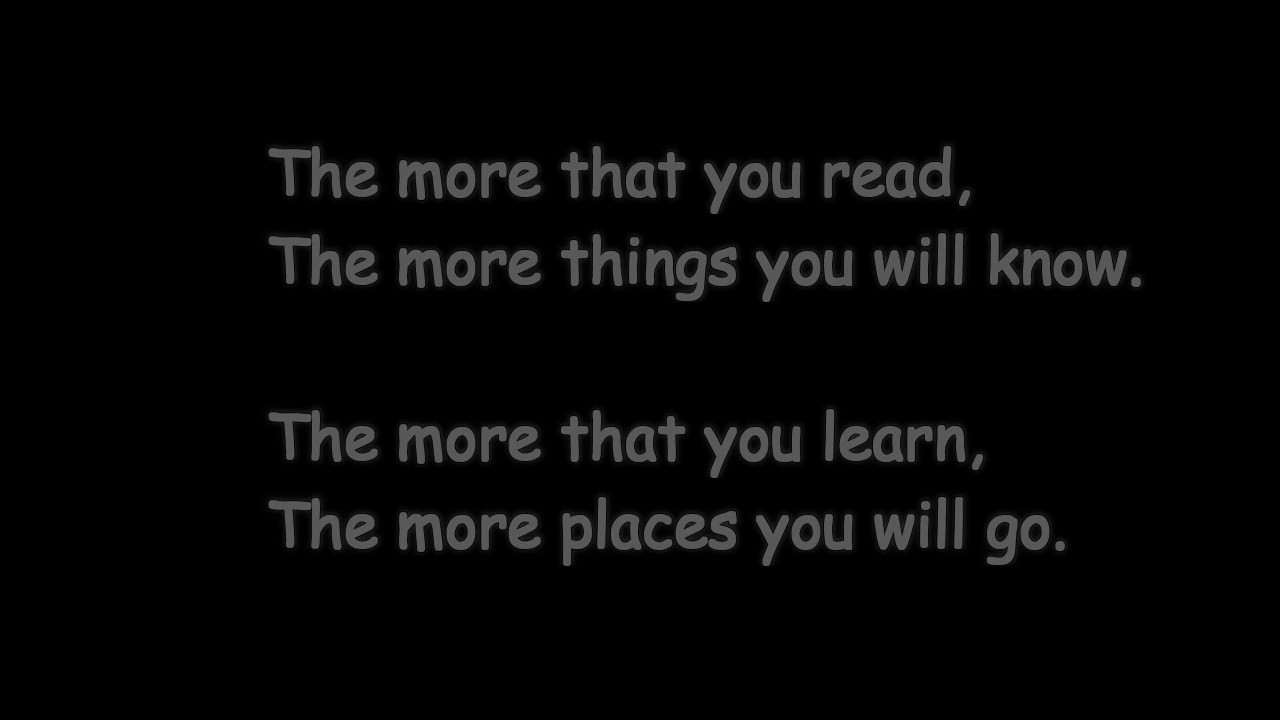 The more that you read,
The more things you will know.
The more that you learn,
The more places you will go.